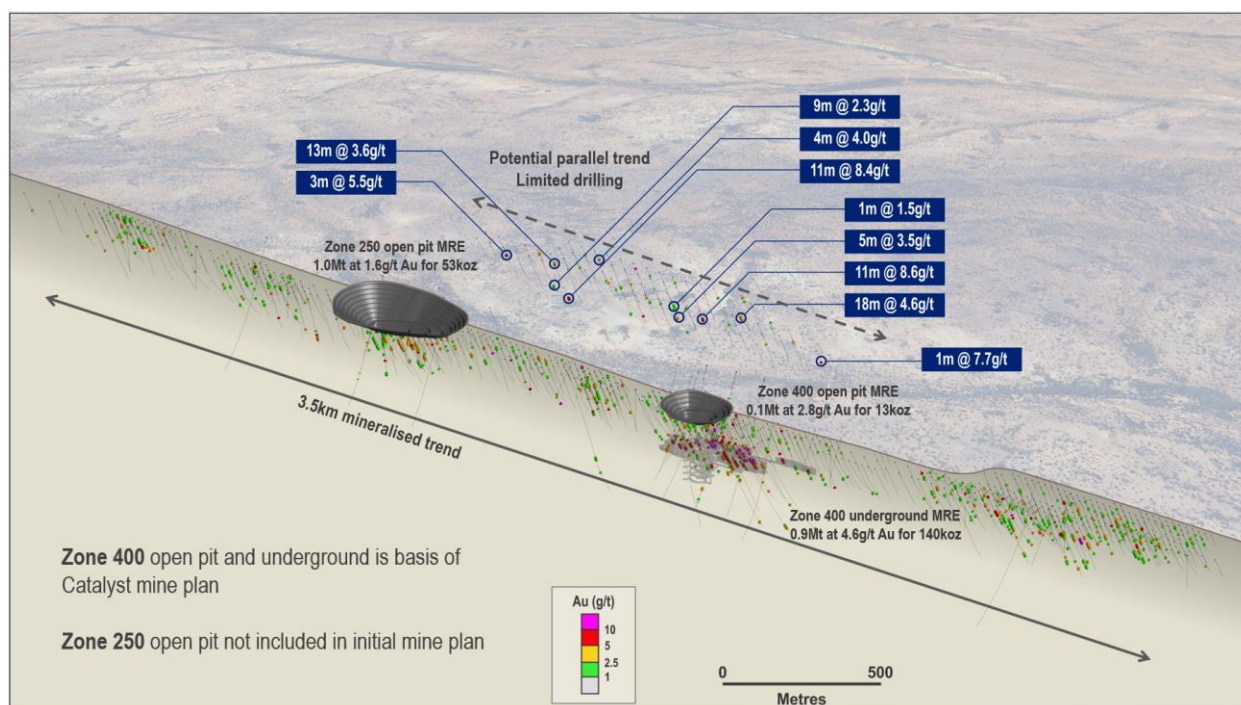 9m @ 2.3g/t
4m @ 4.0g/t
11m @ 8.4g/t
13m @ 3.6g/t
3m @ 5.5g/t
Potential parallel trend
Limited drilling
1m @ 1.5g/t
5m @ 3.5g/t
11m @ 8.6g/t
18m @ 4.6g/t
1m @ 7.7g/t
Zone 250 open pit MRE
1.0Mt at 1.6g/t Au for 53koz
Zone 400 open pit MRE
0.1Mt at 2.8g/t Au for 13koz
3.5km mineralised trend
Zone 400 underground MRE
0.9Mt at 4.6g/t Au for 140koz
Zone 400 open pit and underground is basis of
Catalyst mine plan
Zone 250 open pit not included in initial mine plan
Au (g/t)
10
5
2.5
1
0 500
Metres